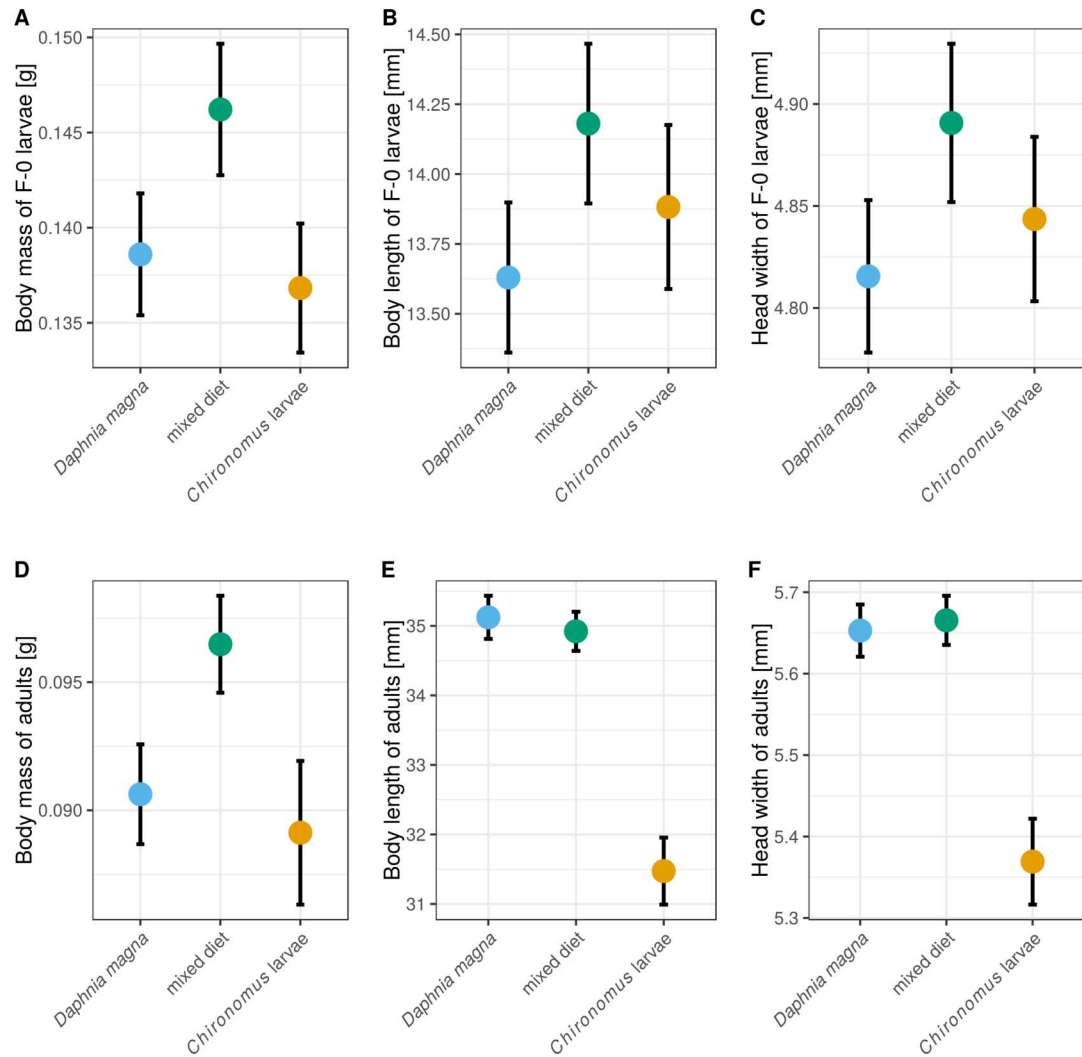 A
Body mass of F-0 larvae [g]
0.150
0.145
0.140
0.135
Daphnia magna
mixed diet
Chironomus larvae
B
Body length of F-0 larvae [mm]
14.50
14.25
14.00
13.75
13.50
Daphnia magna
mixed diet
Chironomus larvae
C
Head width of F-0 larvae [mm]
4.90
4.85
4.80
Daphnia magna
mixed diet
Chironomus larvae
D
Body mass of adults [g]
0.095
0.090
Daphnia magna
mixed diet
Chironomus larvae
E
Body length of adults [mm]
35
34
33
32
31
Daphnia magna
mixed diet
Chironomus larvae
F
Head width of adults [mm]
5.7
5.6
5.5
5.4
5.3
Daphnia magna
mixed diet
Chironomus larvae